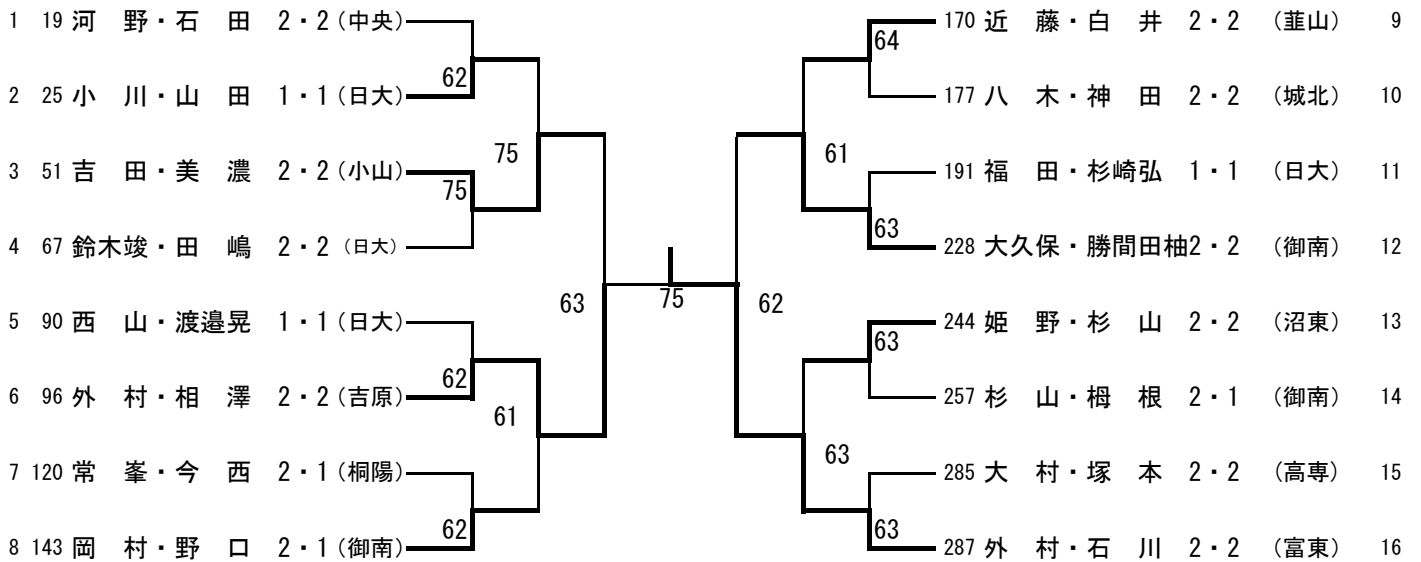 1 19 河 野・石 田 2・2 (中央)
62
2 25 小 川・山 田 1・1 (日大)
75
3 51 吉 田・美 濃 2・2 (小山)
75
4 67 鈴木竣・田 嶋 2・2 (日大)
63
5 90 西 山・渡邉晃 1・1 (日大)
62
6 96 外 村・相 澤 2・2 (吉原)
61
7 120 常 峯・今 西 2・1 (桐陽)
62
8 143 岡 村・野 口 2・1 (御南)
75
170 近 藤・白 井 2・2 (韮山) 9
64
177 八 木・神 田 2・2 (城北) 10
61
191 福 田・杉崎弘 1・1 (日大) 11
63
228 大久保・勝間田柚2・2 (御南) 12
62
244 姫 野・杉 山 2・2 (沼東) 13
63
257 杉 山・栂 根 2・1 (御南) 14
63
285 大 村・塚 本 2・2 (高専) 15
63
287 外 村・石 川 2・2 (富東) 16